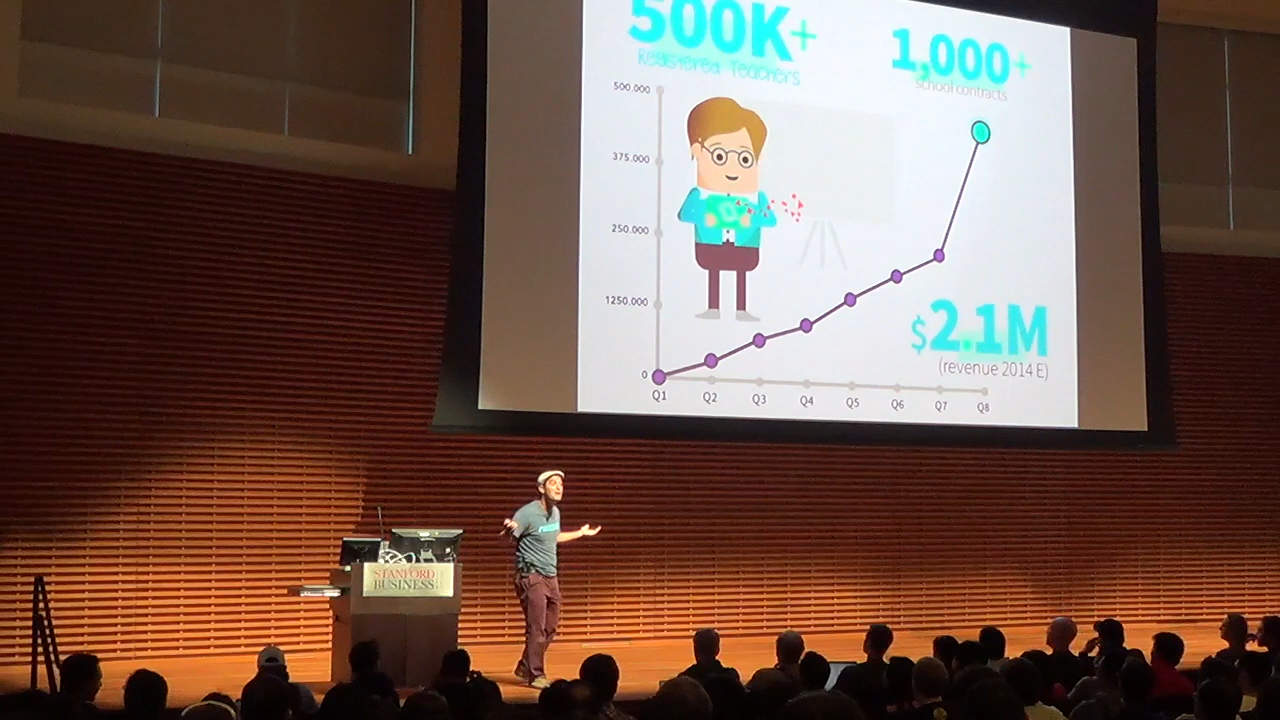 500K+
Registered Teachers
1,000+
school contracts
500.000
375.000
250.000
1250.000
0
Q1 Q2 Q3 Q4 Q5 Q6 Q7 Q8
$2.1M
(revenue 2014 E)
STANFORD
BUSINESS